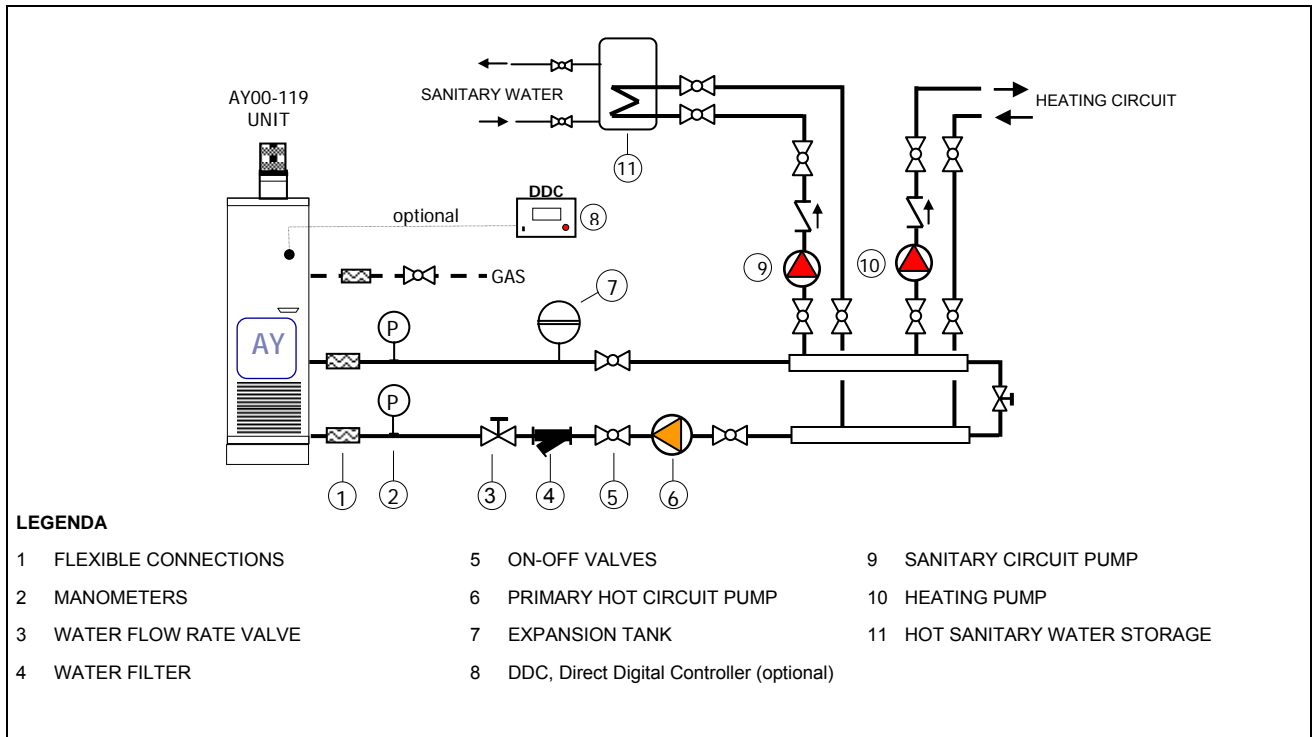 SANITARY WATER
HEATING CIRCUIT
AY00-119
UNIT
11
DDC
optional
8
9
10
GAS
7
P
AY
P
1
2
3
4
5
6
LEGENDA
1 FLEXIBLE CONNECTIONS
2 MANOMETERS
3 WATER FLOW RATE VALVE
4 WATER FILTER
5 ON-OFF VALVES
6 PRIMARY HOT CIRCUIT PUMP
7 EXPANSION TANK
8 DDC, Direct Digital Controller (optional)
9 SANITARY CIRCUIT PUMP
10 HEATING PUMP
11 HOT SANITARY WATER STORAGE